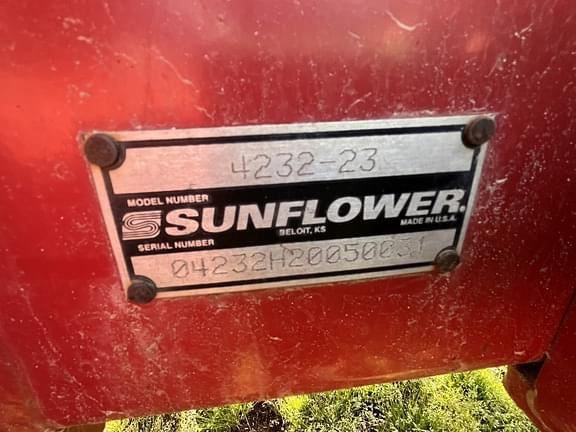 4232-23
MODEL NUMBER
SUNFLOWER.
BELOIT, KS
MADE IN U.S.A.
SERIAL NUMBER
04232H20050031